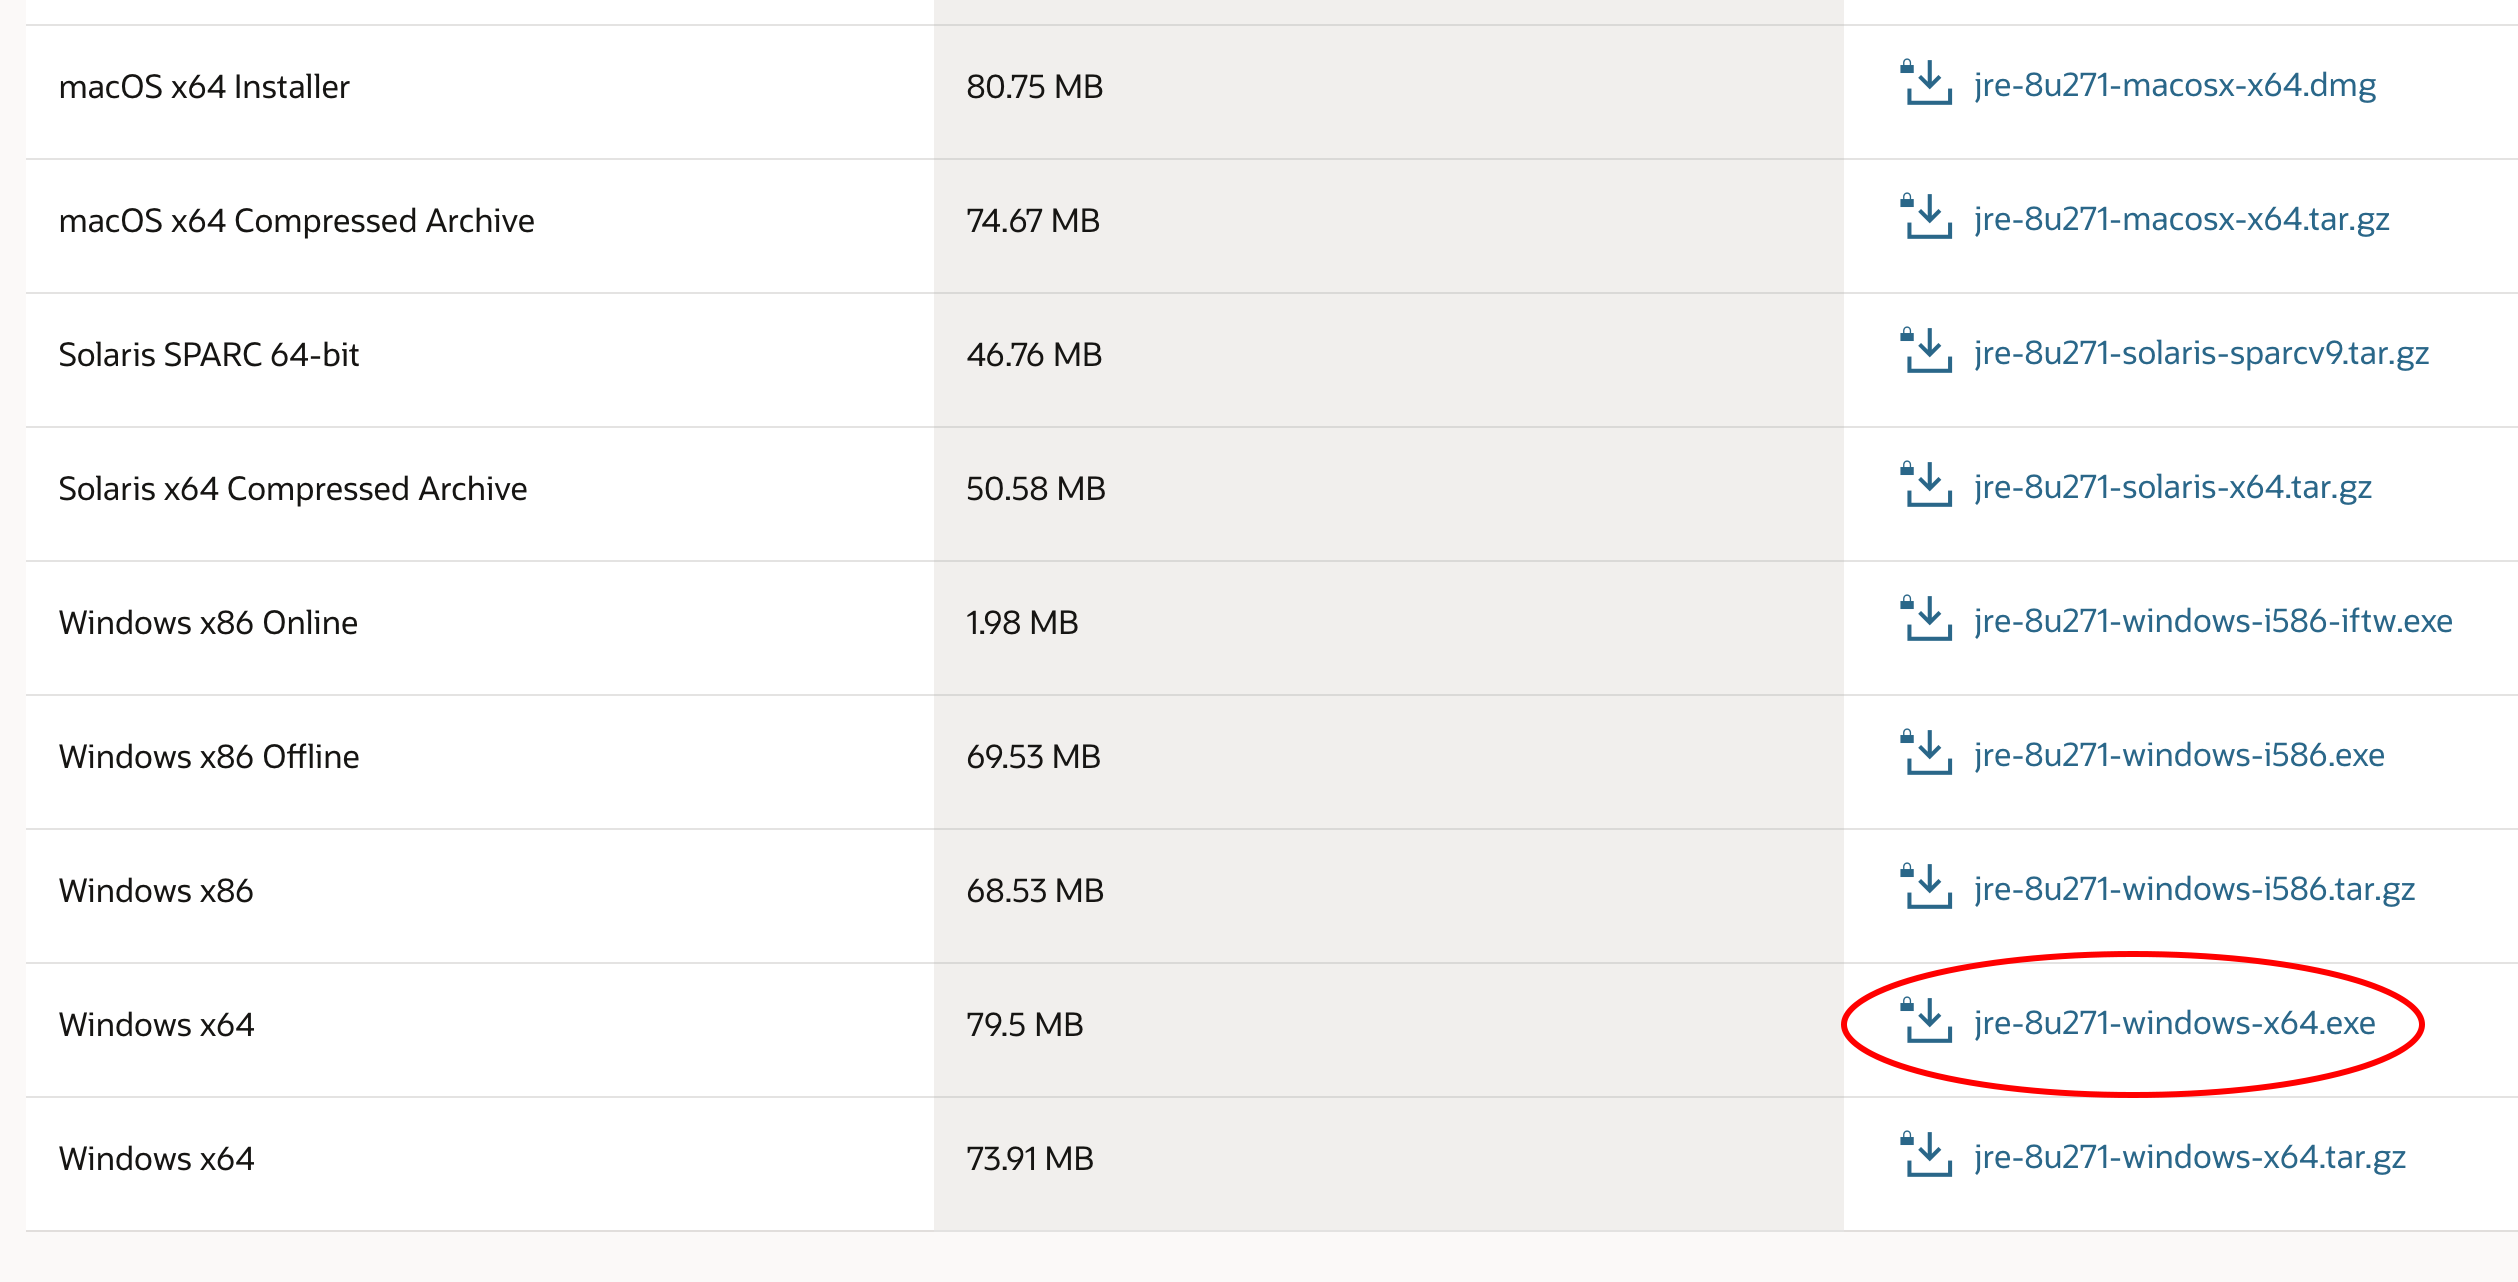 macOS x64 Installer 80.75 MB jre-8u271-macosx-x64.dmg
macOS x64 Compressed Archive 74.67 MB jre-8u271-macosx-x64.tar.gz
Solaris SPARC 64-bit 46.76 MB jre-8u271-solaris-sparcv9.tar.gz
Solaris x64 Compressed Archive 50.58 MB jre-8u271-solaris-x64.tar.gz
Windows x86 Online 1.98 MB jre-8u271-windows-i586-iftw.exe
Windows x86 Offline 69.53 MB jre-8u271-windows-i586.exe
Windows x86 68.53 MB jre-8u271-windows-i586.tar.gz
Windows x64 79.5 MB jre-8u271-windows-x64.exe
Windows x64 73.91 MB jre-8u271-windows-x64.tar.gz